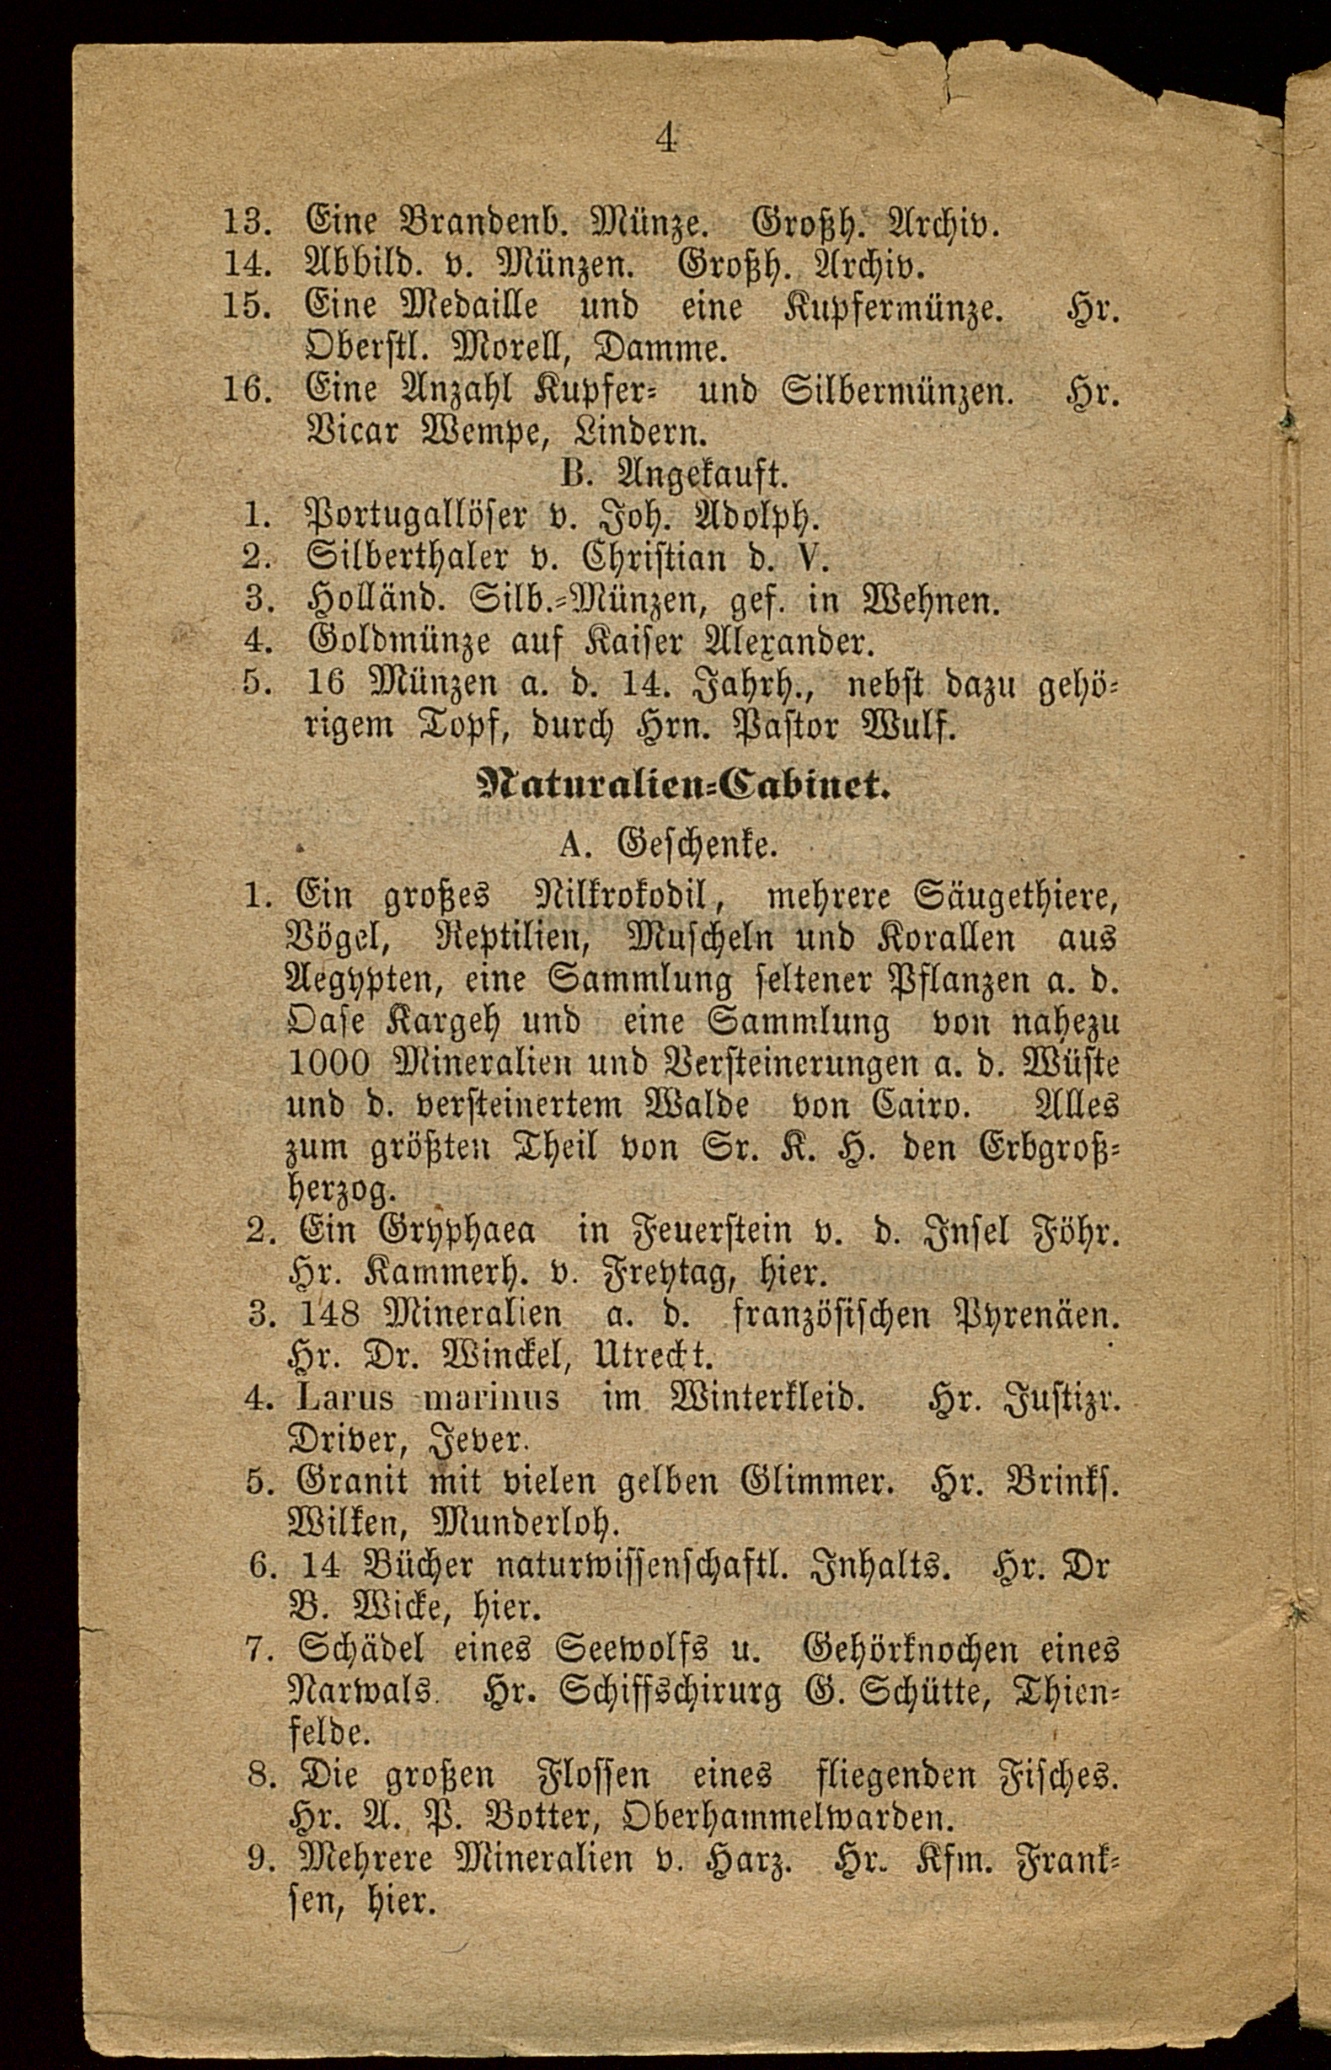 4
13. Eine Brandenb. Münze. Großh. Archiv.
14. Abbild. v. Münzen. Großh. Archiv.
15. Eine Medaille und eine Kupfermünze. Hr.
Oberstl. Morell, Damme.
16. Eine Anzahl Kupfer- und Silbermünzen. Hr.
Vicar Wempe, Lindern.
B. Angekauft.
1. Portugallöser v. Joh. Adolph.
2. Silberthaler v. Christian d. V.
3. Holländ. Silb.-Münzen, gef. in Wehnen.
4. Goldmünze auf Kaiser Alexander.
5. 16 Münzen a. d. 14. Jahrh., nebst dazu gehö-
rigem Topf, durch Hrn. Pastor Wulf.
Naturalien-Cabinet.
A. Geschenke.
1. Ein großes Nilkrokodil, mehrere Säugethiere,
Vögel, Reptilien, Muscheln und Korallen aus
Aegypten, eine Sammlung seltener Pflanzen a. d.
Oase Kargeh und eine Sammlung von nahezu
1000 Mineralien und Versteinerungen a. d. Wüste
und d. versteinertem Walde von Cairo. Alles
zum größten Theil von Sr. K. H. den Erbgroß-
herzog.
2. Ein Gryphaea in Feuerstein v. d. Insel Föhr.
Hr. Kammerh. v. Freytag, hier.
3. 148 Mineralien a. d. französischen Pyrenäen.
Hr. Dr. Winckel, Utreckt.
4. Larus marinus im Winterkleid. Hr. Justizr.
Driver, Jever.
5. Granit mit vielen gelben Glimmer. Hr. Brinks.
Wilken, Munderloh.
6. 14 Bücher naturwissenschaftl. Inhalts. Hr. Dr
B. Wicke, hier.
7. Schädel eines Seewolfs u. Gehörknochen eines
Narwals. Hr. Schiffschirurg G. Schütte, Thien-
felde.
8. Die großen Flossen eines fliegenden Fisches.
Hr. A. P. Botter, Oberhammelwarden.
9. Mehrere Mineralien v. Harz. Hr. Kfm. Frank-
sen, hier.